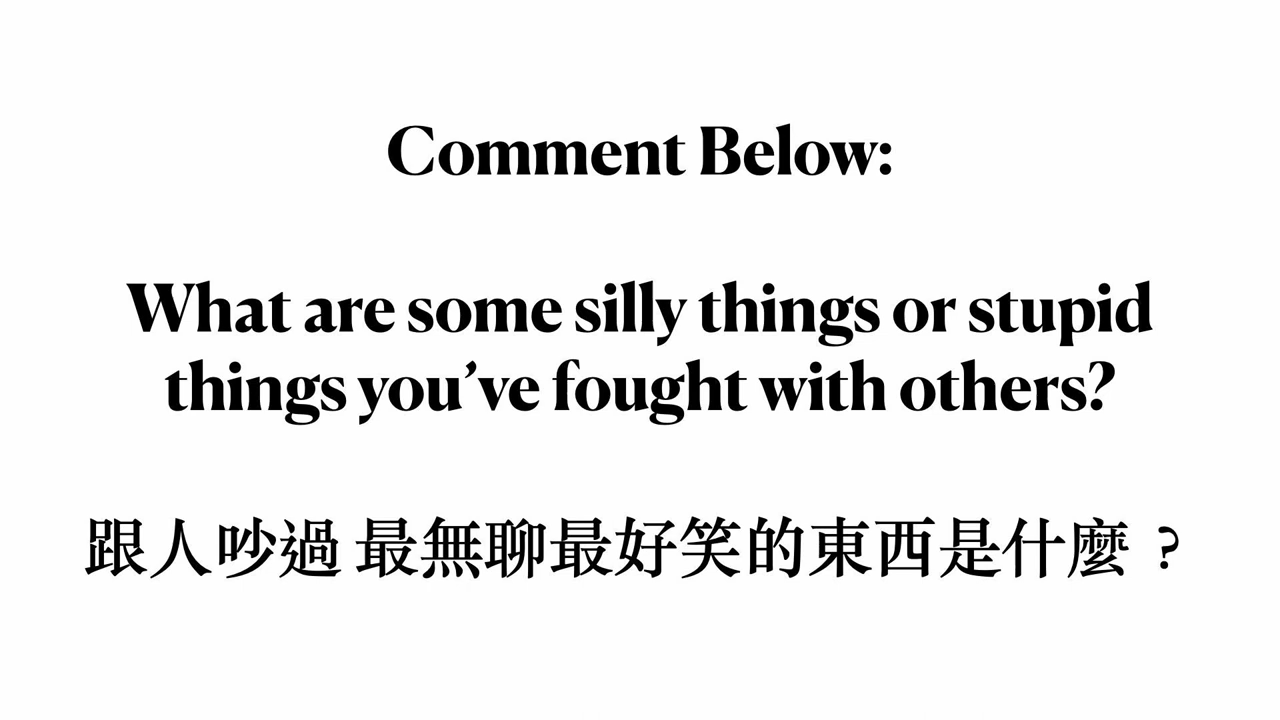 Comment Below:
What are some silly things or stupid
things you’ve fought with others?
跟人吵過 最無聊最好笑的東西是什麼？